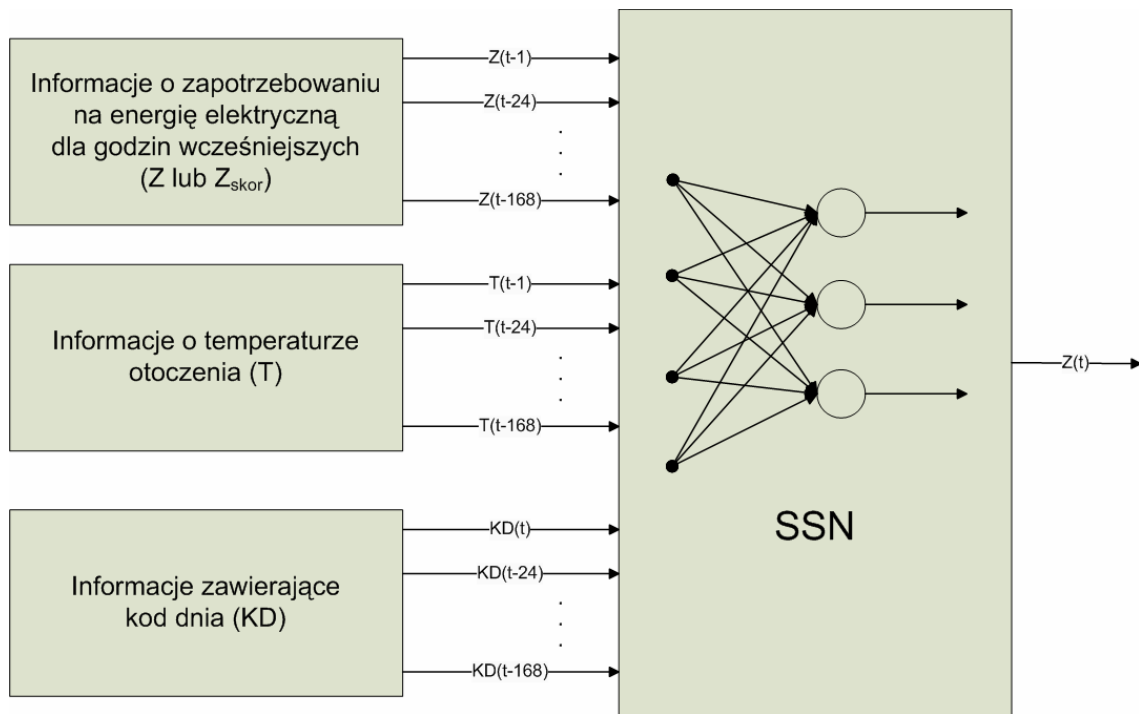 Informacje o zapotrzebowaniu
na energię elektryczną
dla godzin wcześniejszych
(Z lub Zskor)
Z(t-1)
Z(t-24)
Z(t-168)
Informacje o temperaturze
otoczenia (T)
T(t-1)
T(t-24)
T(t-168)
Informacje zawierające
kod dnia (KD)
KD(t)
KD(t-24)
KD(t-168)
SSN
Z(t)